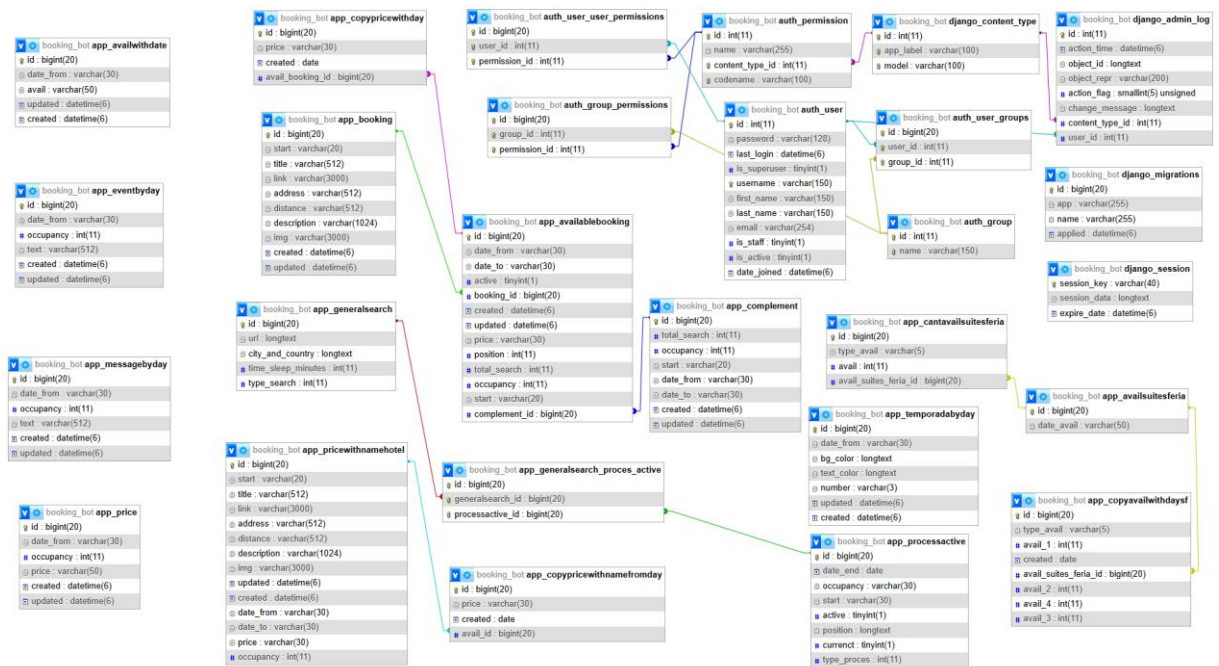 booking_bot app_availwithdate
id : bigint(20)
date_from : varchar(30)
avail : varchar(50)
updated : datetime(6)
created : datetime(6)
booking_bot app_eventbyday
id : bigint(20)
date_from : varchar(30)
occupancy : int(11)
text : varchar(512)
created : datetime(6)
updated : datetime(6)
booking_bot app_messagebyday
id : bigint(20)
date_from : varchar(30)
occupancy : int(11)
text : varchar(512)
created : datetime(6)
updated : datetime(6)
booking_bot app_price
id : bigint(20)
date_from : varchar(30)
occupancy : int(11)
price : varchar(50)
created : datetime(6)
updated : datetime(6)
booking_bot app_copypricewithday
id : bigint(20)
price : varchar(30)
created : date
avail_booking_id : bigint(20)
booking_bot app_booking
id : bigint(20)
start : varchar(20)
title : varchar(512)
link : varchar(3000)
address : varchar(512)
distance : varchar(512)
description : varchar(1024)
img : varchar(3000)
created : datetime(6)
updated : datetime(6)
booking_bot app_generalsearch
id : bigint(20)
url : longtext
city_and_country : longtext
time_sleep_minutes : int(11)
type_search : int(11)
booking_bot app_pricewithnamehotel
id : bigint(20)
start : varchar(20)
title : varchar(512)
link : varchar(3000)
address : varchar(512)
distance : varchar(512)
description : varchar(1024)
img : varchar(3000)
updated : datetime(6)
created : datetime(6)
date_from : varchar(30)
date_to : varchar(30)
price : varchar(30)
occupancy : int(11)
booking_bot auth_user_user_permissions
id : bigint(20)
user_id : int(11)
permission_id : int(11)
booking_bot auth_group_permissions
id : bigint(20)
group_id : int(11)
permission_id : int(11)
booking_bot app_availablebooking
id : bigint(20)
date_from : varchar(30)
date_to : varchar(30)
active : tinyint(1)
booking_id : bigint(20)
created : datetime(6)
updated : datetime(6)
price : varchar(30)
position : int(11)
total_search : int(11)
occupancy : int(11)
start : varchar(20)
complement_id : bigint(20)
booking_bot app_generalsearch_proces_active
id : bigint(20)
generalsearch_id : bigint(20)
processactive_id : bigint(20)
booking_bot app_copypricewithnamefromday
id : bigint(20)
price : varchar(30)
created : date
avail_id : bigint(20)
booking_bot auth_permission
id : int(11)
name : varchar(255)
content_type_id : int(11)
codename : varchar(100)
booking_bot auth_user
id : int(11)
password : varchar(128)
last_login : datetime(6)
is_superuser : tinyint(1)
username : varchar(150)
first_name : varchar(150)
last_name : varchar(150)
email : varchar(254)
is_staff : tinyint(1)
is_active : tinyint(1)
date_joined : datetime(6)
booking_bot app_complement
id : bigint(20)
total_search : int(11)
occupancy : int(11)
start : varchar(20)
date_from : varchar(30)
date_to : varchar(30)
created : datetime(6)
updated : datetime(6)
booking_bot django_content_type
id : int(11)
app_label : varchar(100)
model : varchar(100)
booking_bot auth_user_groups
id : bigint(20)
user_id : int(11)
group_id : int(11)
booking_bot auth_group
id : int(11)
name : varchar(150)
booking_bot app_cantavailsuitesferia
id : bigint(20)
type_avail : varchar(5)
avail : int(11)
avail_suites_feria_id : bigint(20)
booking_bot app_temporadabyday
id : bigint(20)
date_from : varchar(30)
bg_color : longtext
text_color : longtext
number : varchar(3)
updated : datetime(6)
created : datetime(6)
booking_bot app_processactive
id : bigint(20)
date_end : date
occupancy : varchar(30)
start : varchar(30)
active : tinyint(1)
position : longtext
currenct : tinyint(1)
type_proces : int(11)
booking_bot django_admin_log
id : int(11)
action_time : datetime(6)
object_id : longtext
object_repr : varchar(200)
action_flag : smallint(5) unsigned
change_message : longtext
content_type_id : int(11)
user_id : int(11)
booking_bot django_migrations
id : bigint(20)
app : varchar(255)
name : varchar(255)
applied : datetime(6)
booking_bot django_session
session_key : varchar(40)
session_data : longtext
expire_date : datetime(6)
booking_bot app_availsuitesferia
id : bigint(20)
date_avail : varchar(50)
booking_bot app_copyavailwithdaysf
id : bigint(20)
type_avail : varchar(5)
avail_1 : int(11)
created : date
avail_suites_feria_id : bigint(20)
avail_2 : int(11)
avail_4 : int(11)
avail_3 : int(11)